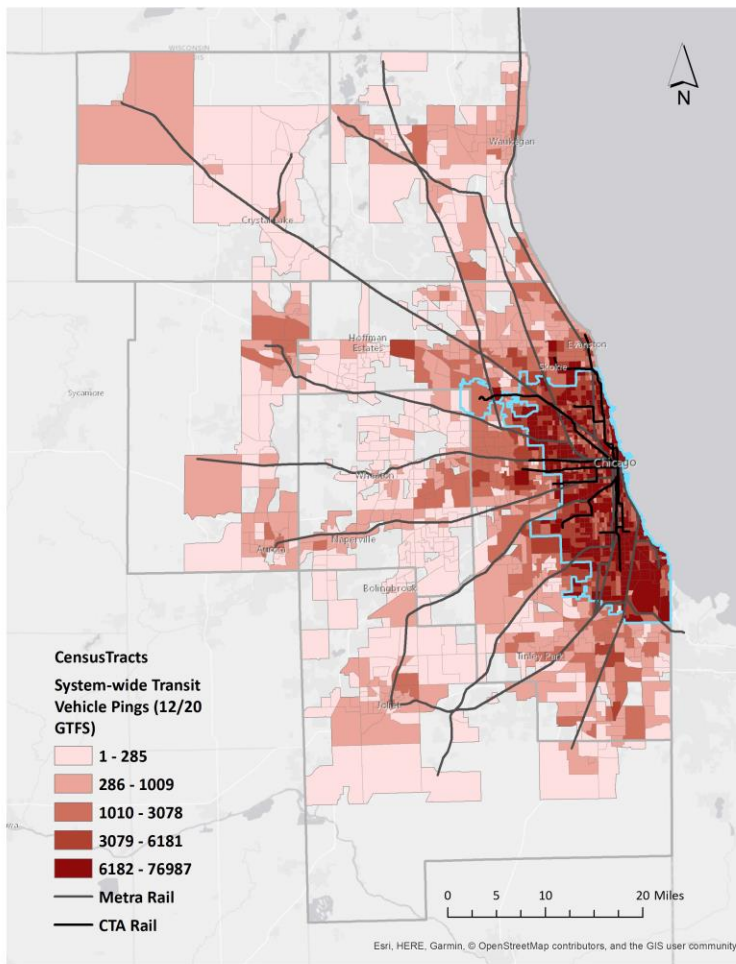 WISCONSIN
N
Waukegan
Crystal Lake
Hoffman
Estates
Evanston
Skokie
Sycamore
Chicago
Wheaton
Aurora
Naperville
Bolingbrook
Tinley Park
Joliet
CensusTracts
System-wide Transit
Vehicle Pings (12/20
GTFS)
1 - 285
286 - 1009
1010 - 3078
3079 - 6181
6182 - 76987
Metra Rail
CTA Rail
0 5 10 20 Miles
Esri, HERE, Garmin, © OpenStreetMap contributors, and the GIS user community